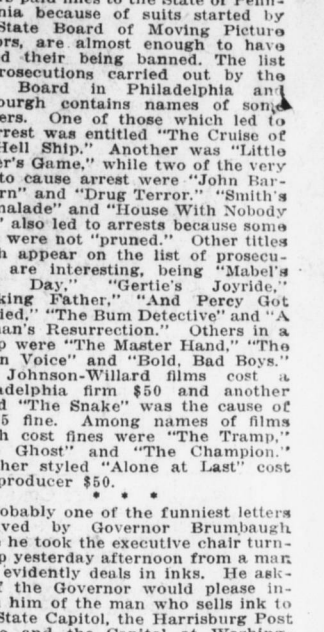 paid fines to the State of Penn-
nia because of suits started by
State Board of Moving Picture
ors, are almost enough to have
d their being banned. The list
rosecutions carried out by the
Board in Philadelphia and
burgh contains names of some
ers. One of those which led to
rrest was entitled "The Cruise of
Hell Ship." Another was "Little
er's Game," while two of the very
to cause arrest were "John Bar-
rn" and "Drug Terror." "Smith's
nalade" and "House With Nobody
" also led to arrests because some
were not "pruned." Other titles
h appear on the list of prosecu-
are interesting, being "Mabel's
Day," "Gertie's Joyride,"
king Father," "And Percy Got
ied," "The Bum Detective" and "A
an's Resurrection." Others in a
p were "The Master Hand," "The
n Voice" and "Bold, Bad Boys."
Johnson-Willard films cost a
adelphia firm $50 and another
d "The Snake" was the cause of
5 fine. Among names of films
h cost fines were "The Tramp,"
Ghost" and "The Champion."
her styled "Alone at Last" cost
producer $50.
* * *
obably one of the funniest letters
ved by Governor Brumbaugh
he took the executive chair turn-
p yesterday afternoon from a man
evidently deals in inks. He ask-
the Governor would please in-
him of the man who sells ink to
State Capitol, the Harrisburg Post
and the Capitol at